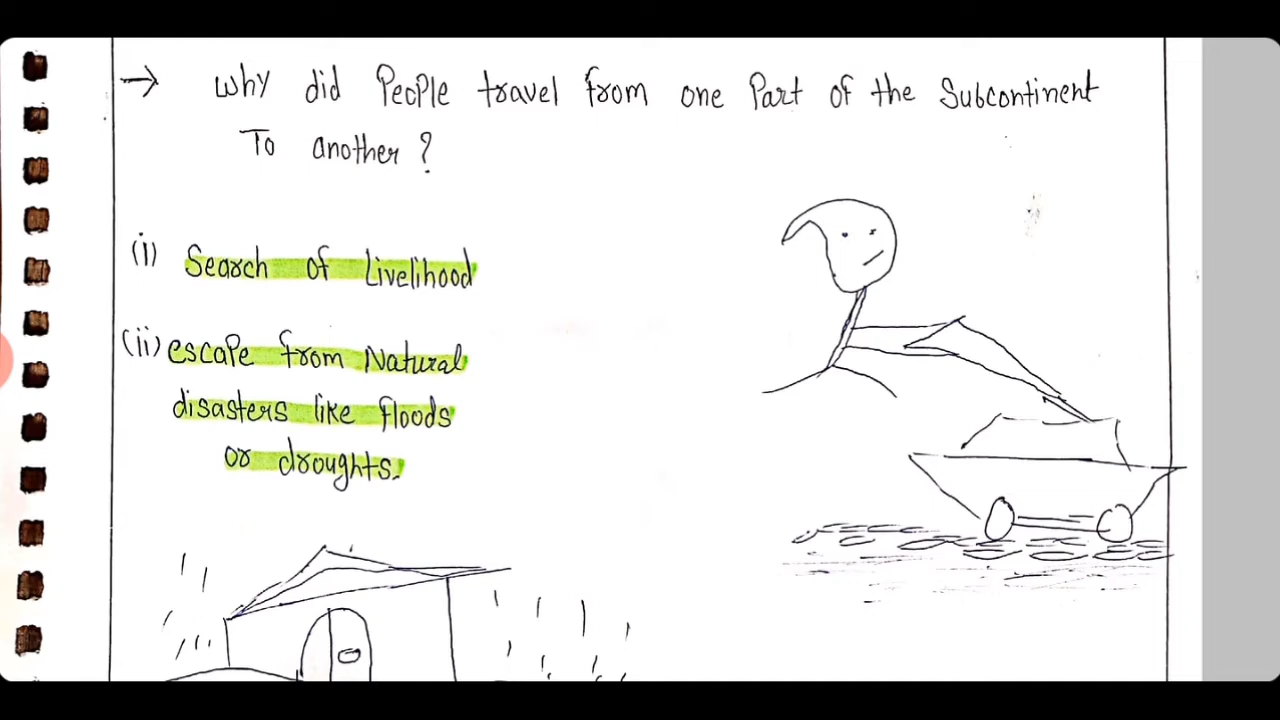 → Why did People travel from one Part of the Subcontinent
To another?
(i) Search of Livelihood
(ii) escape from Natural
disasters like floods
or droughts.